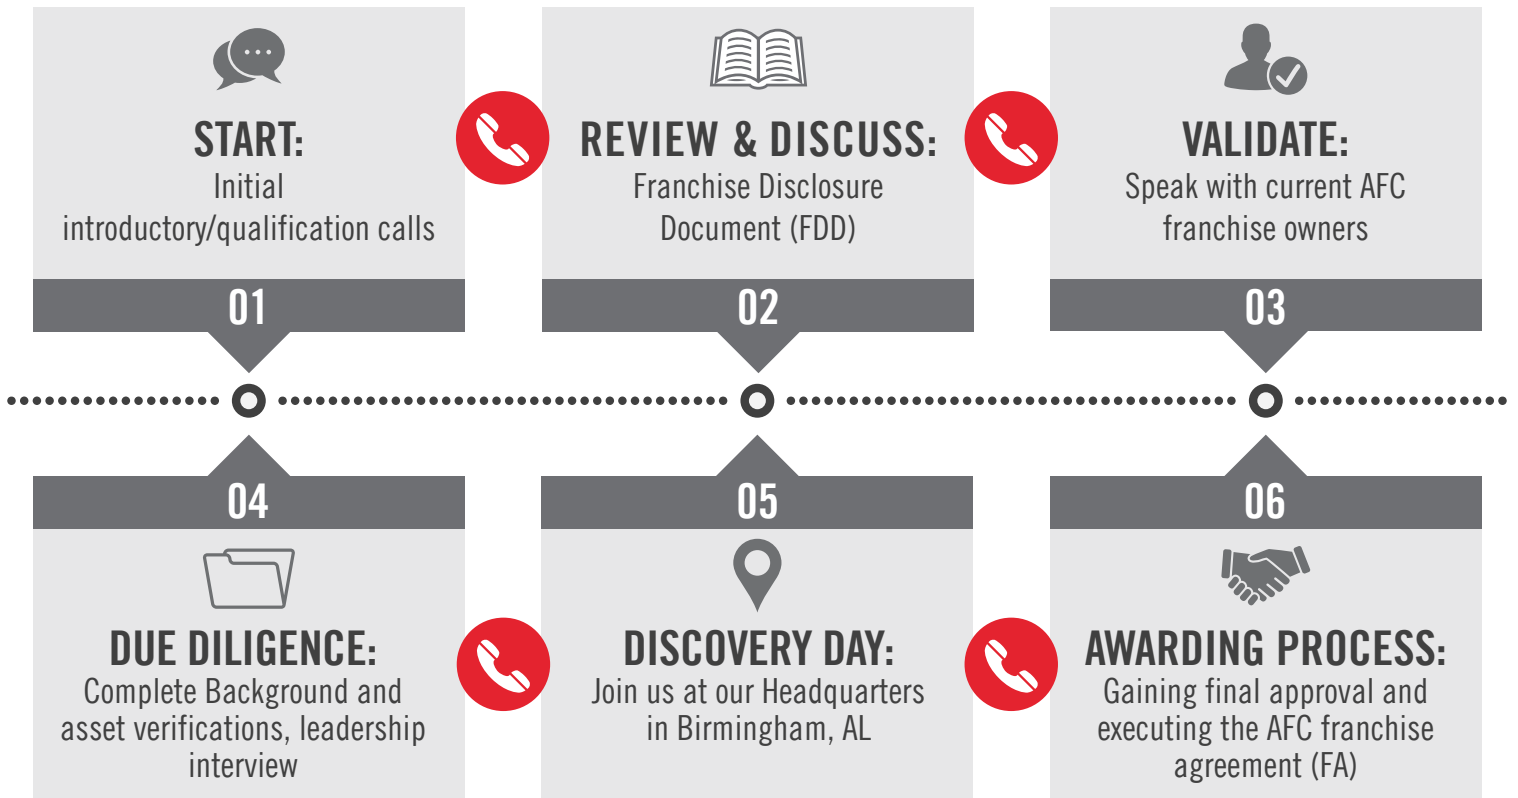 START:
Initial
introductory/qualification calls
01
REVIEW & DISCUSS:
Franchise Disclosure
Document (FDD)
02
VALIDATE:
Speak with current AFC
franchise owners
03
04
DUE DILIGENCE:
Complete Background and
asset verifications, leadership
interview
05
DISCOVERY DAY:
Join us at our Headquarters
in Birmingham, AL
06
AWARDING PROCESS:
Gaining final approval and
executing the AFC franchise
agreement (FA)